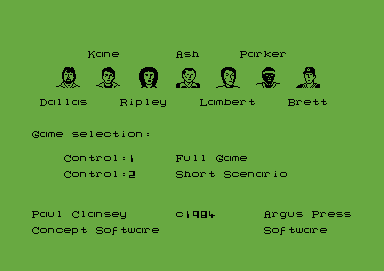 Kane Ash Parker
Dallas Ripley Lambert Brett
Game selection:
Control:1 Full Game
Control:2 Short Scenario
Paul Clansey c1984 Argus Press
Concept Software Software